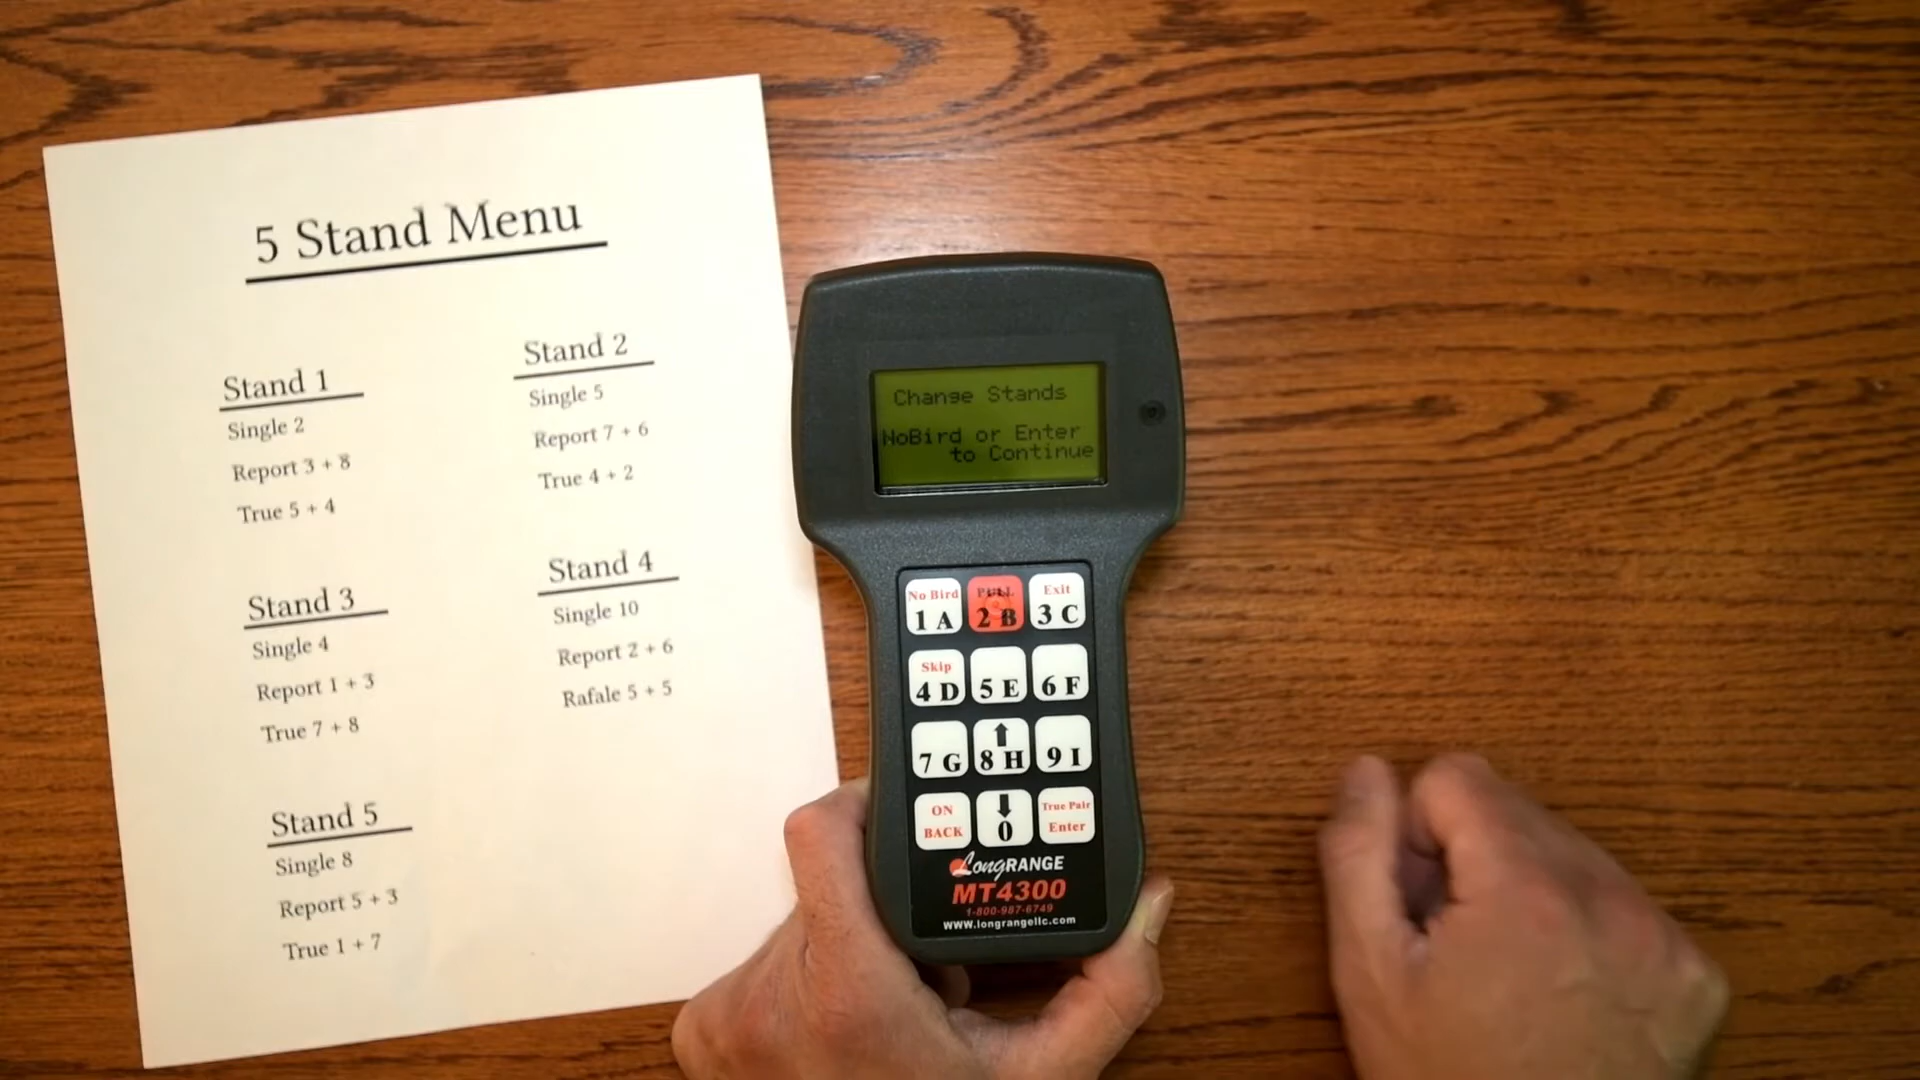 5 Stand Menu
Stand 1
Single 2
Report 3 + 8
True 5 + 4
Stand 2
Single 5
Report 7 + 6
True 4 + 2
Stand 3
Single 4
Report 1 + 3
True 7 + 8
Stand 4
Single 10
Report 2 + 6
Rafale 5 + 5
Stand 5
Single 8
Report 5 + 3
True 1 + 7
Change Stands
NoBird or Enter
to Continue
No Bird
1 A
PULL
2 B
Exit
3 C
Skip
4 D
5 E
6 F
7 G
8 H
9 I
ON
BACK
0
True Pair
Enter
LongRANGE
MT4300
1-800-987-6749
www.longrangellc.com